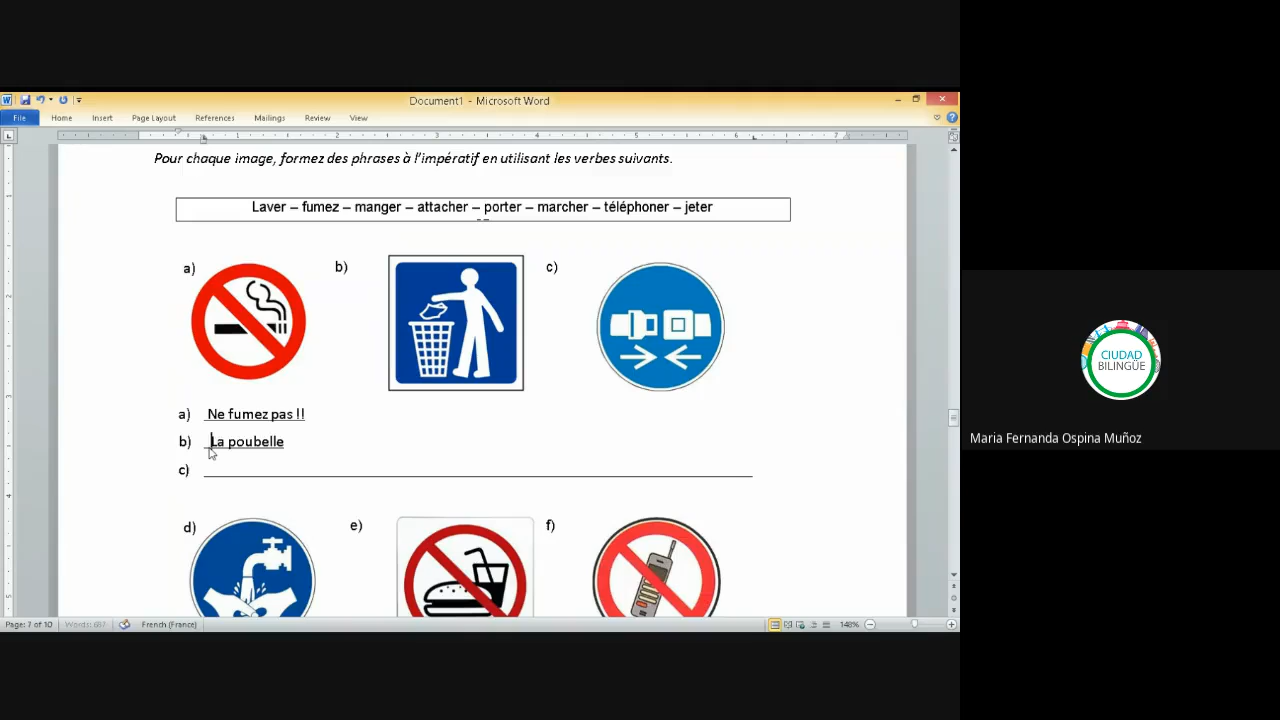 Document1 - Microsoft Word
File Home Insert Page Layout References Mailings Review View
Pour chaque image, formez des phrases à l'impératif en utilisant les verbes suivants.
Laver – fumez – manger – attacher – porter – marcher – téléphoner – jeter
a) b) c)
a) Ne fumez pas !!
b) La poubelle
c)
d) e) f)
Page: 7 of 10 Words: 687 French (France) 148%
CIUDAD
BILINGÜE
Maria Fernanda Ospina Muñoz